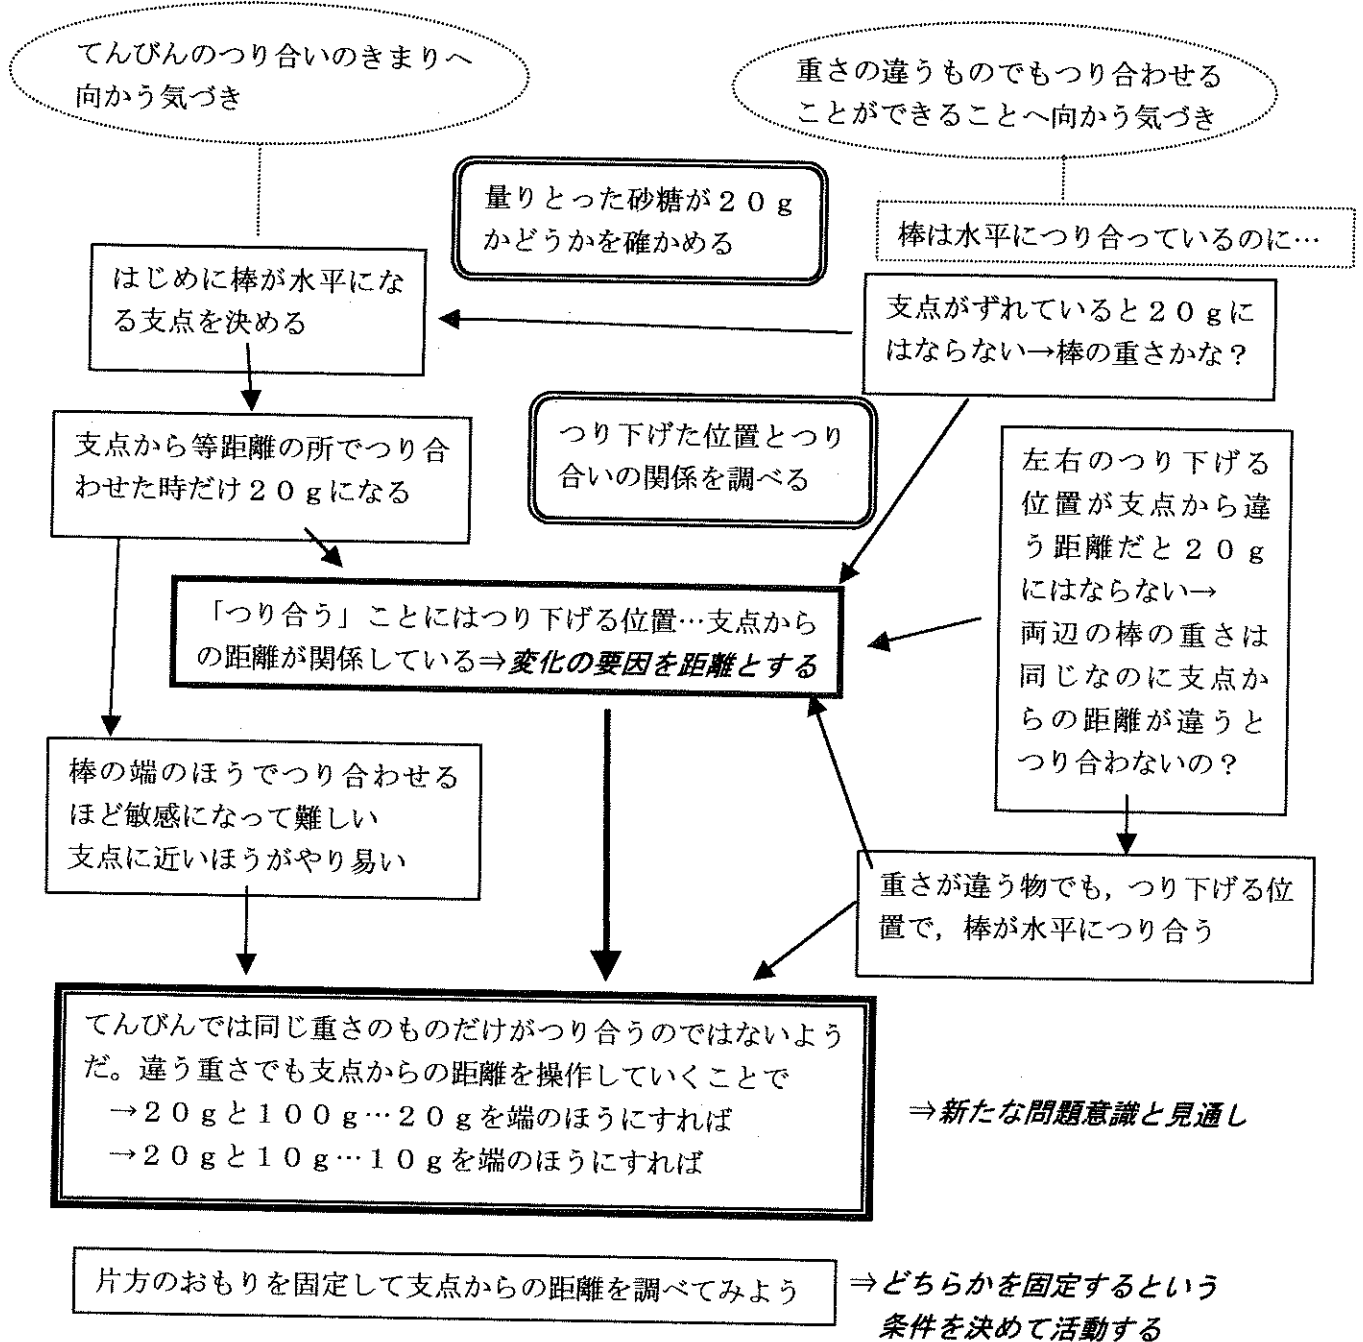 てんびんのつり合いのきまりへ
向かう気づき
重さの違うものでもつり合わせる
ことができることへ向かう気づき
量りとった砂糖が２０ｇ
かどうかを確かめる
棒は水平につり合っているのに…
はじめに棒が水平にな
る支点を決める
支点がずれていると２０ｇに
はならない→棒の重さかな？
支点から等距離の所でつり合
わせた時だけ２０ｇになる
つり下げた位置とつり
合いの関係を調べる
左右のつり下げる
位置が支点から違
う距離だと２０ｇ
にはならない→
両辺の棒の重さは
同じなのに支点か
らの距離が違うと
つり合わないの？
「つり合う」ことにはつり下げる位置…支点から
の距離が関係している⇒変化の要因を距離とする
棒の端のほうでつり合わせる
ほど敏感になって難しい
支点に近いほうがやり易い
重さが違う物でも，つり下げる位
置で，棒が水平につり合う
てんびんでは同じ重さのものだけがつり合うのではないよう
だ。違う重さでも支点からの距離を操作していくことで
→２０ｇと１００ｇ…２０ｇを端のほうにすれば
→２０ｇと１０ｇ…１０ｇを端のほうにすれば
⇒新たな問題意識と見通し
片方のおもりを固定して支点からの距離を調べてみよう
⇒どちらかを固定するという
条件を決めて活動する